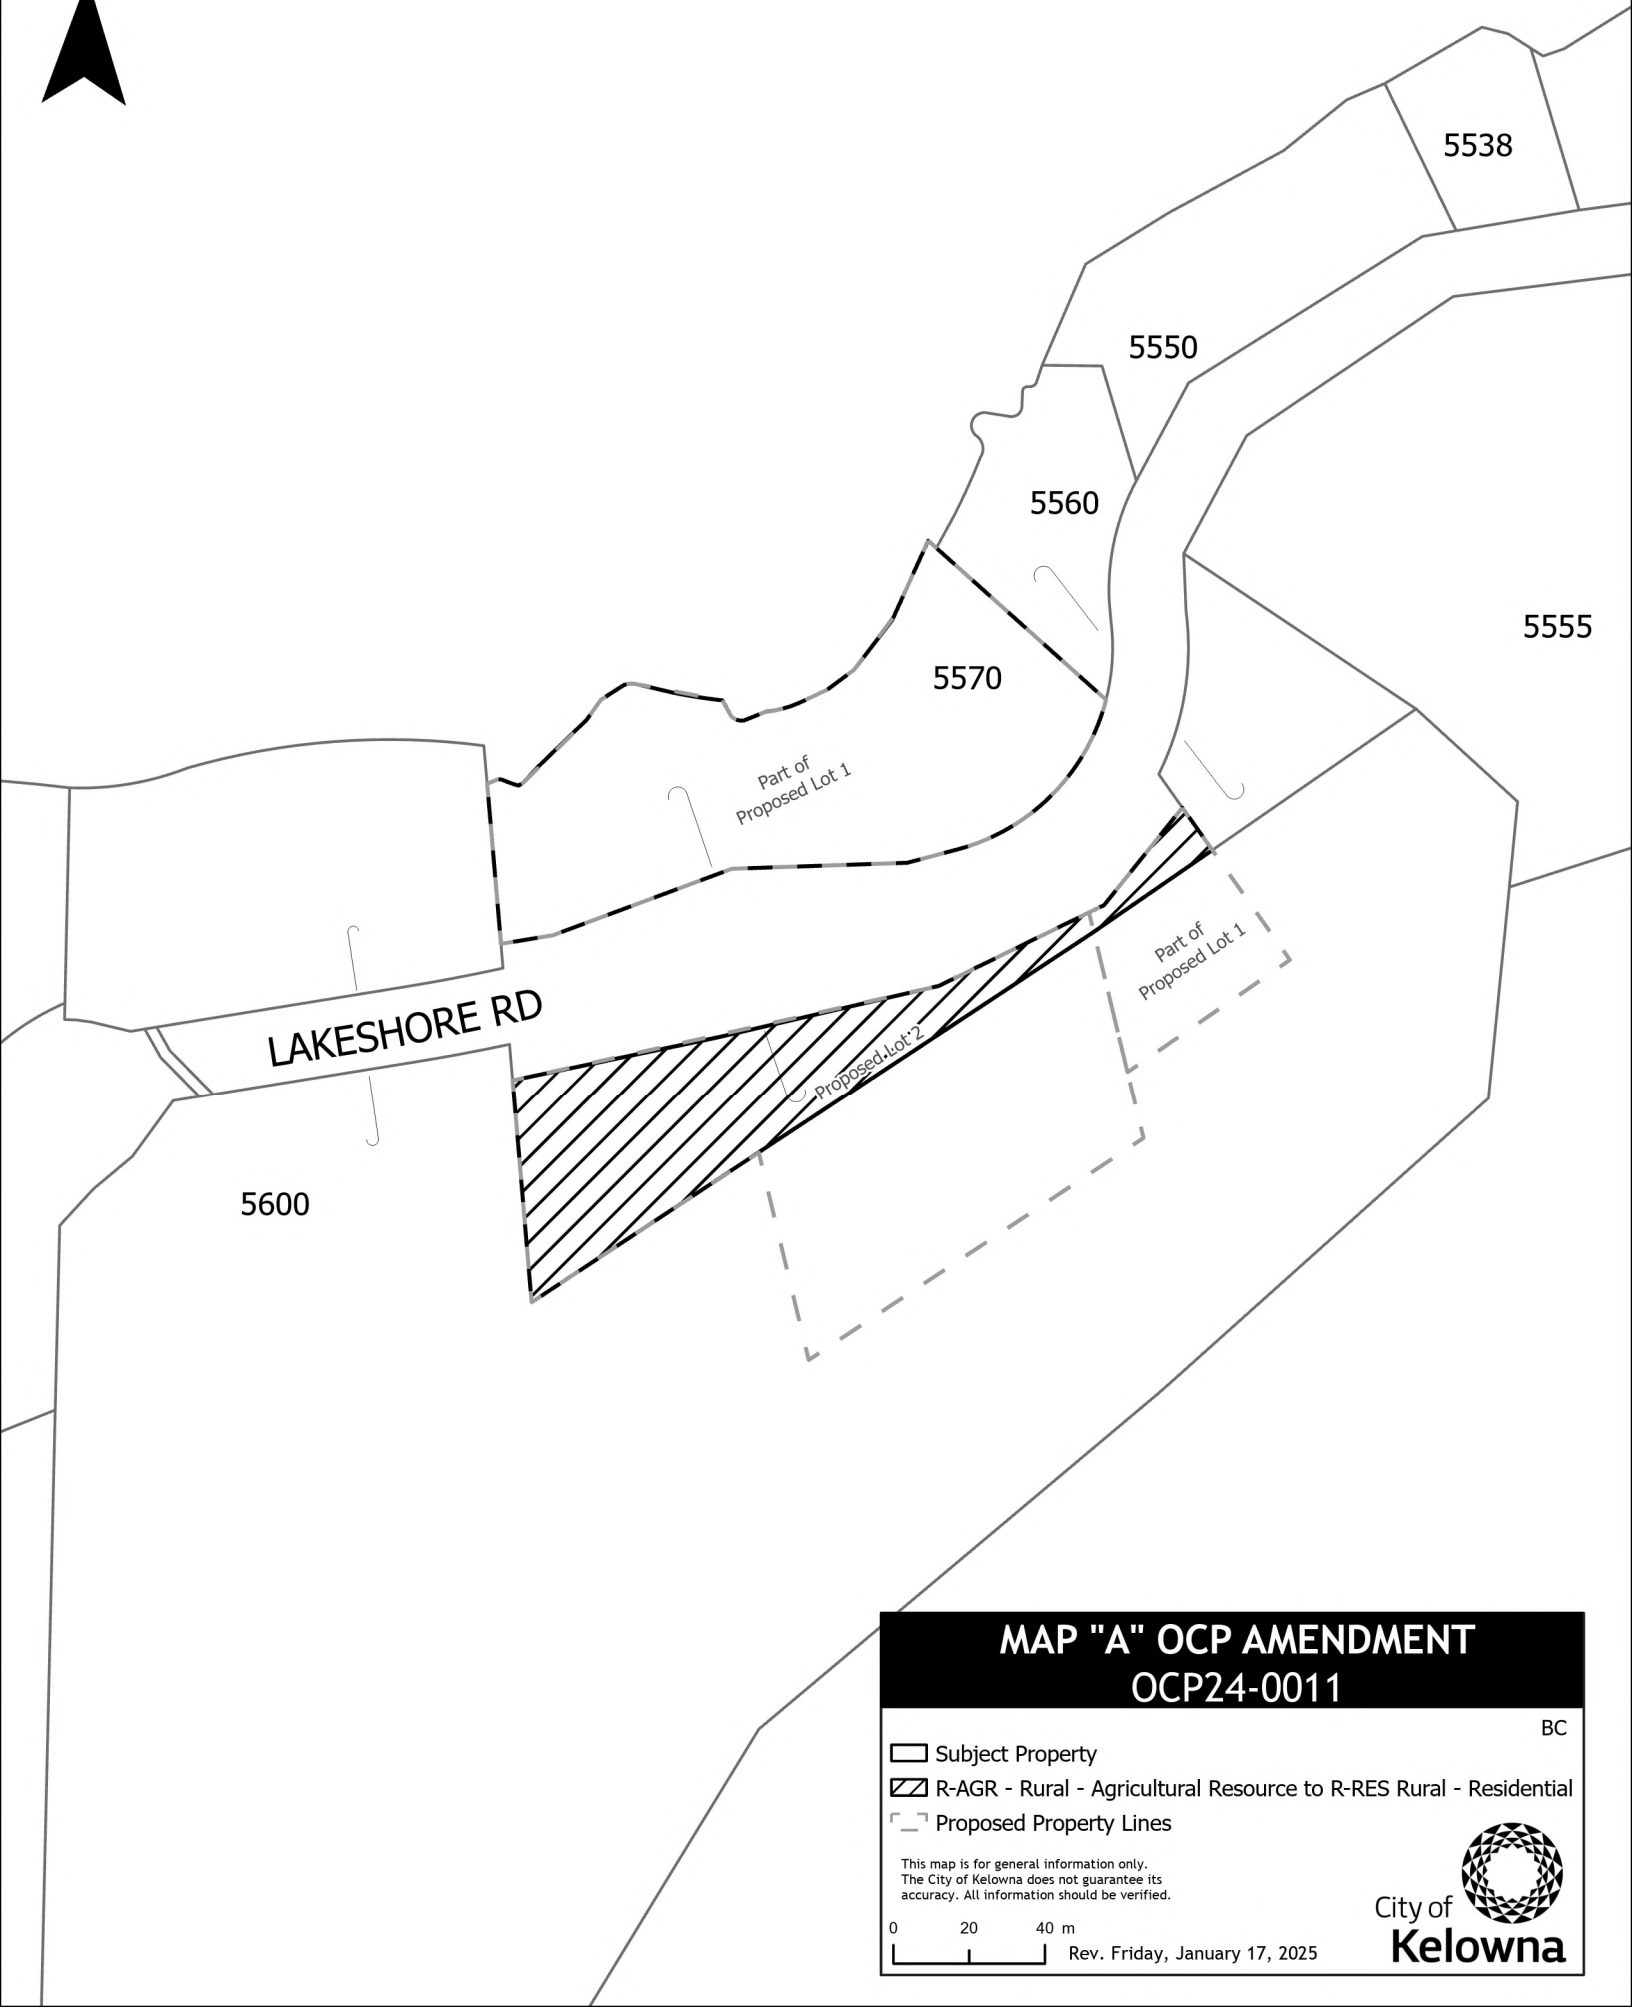 5538
5550
5560
5555
5570
Part of
Proposed Lot 1
Part of
Proposed Lot 1
LAKESHORE RD
Proposed Lot 2
5600
MAP "A" OCP AMENDMENT
OCP24-0011
BC
Subject Property
R-AGR - Rural - Agricultural Resource to R-RES Rural - Residential
Proposed Property Lines
This map is for general information only.
The City of Kelowna does not guarantee its
accuracy. All information should be verified.
0 20 40 m
Rev. Friday, January 17, 2025
City of
Kelowna